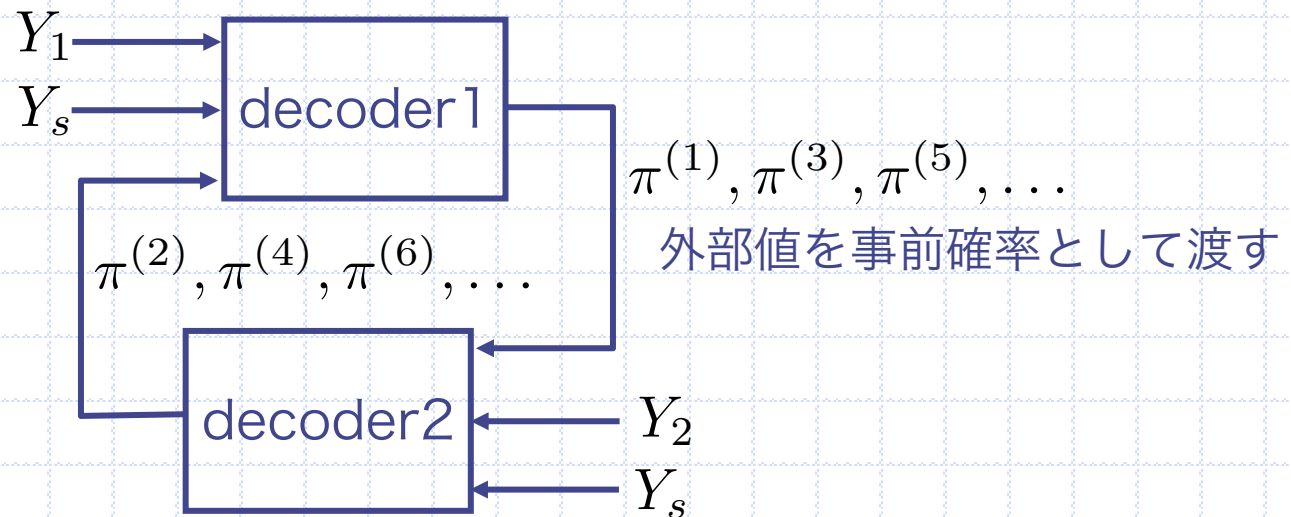 Y₁
Yₛ
decoder1
π⁽¹⁾, π⁽³⁾, π⁽⁵⁾, . . .
外部値を事前確率として渡す
π⁽²⁾, π⁽⁴⁾, π⁽⁶⁾, . . .
decoder2
Y₂
Yₛ